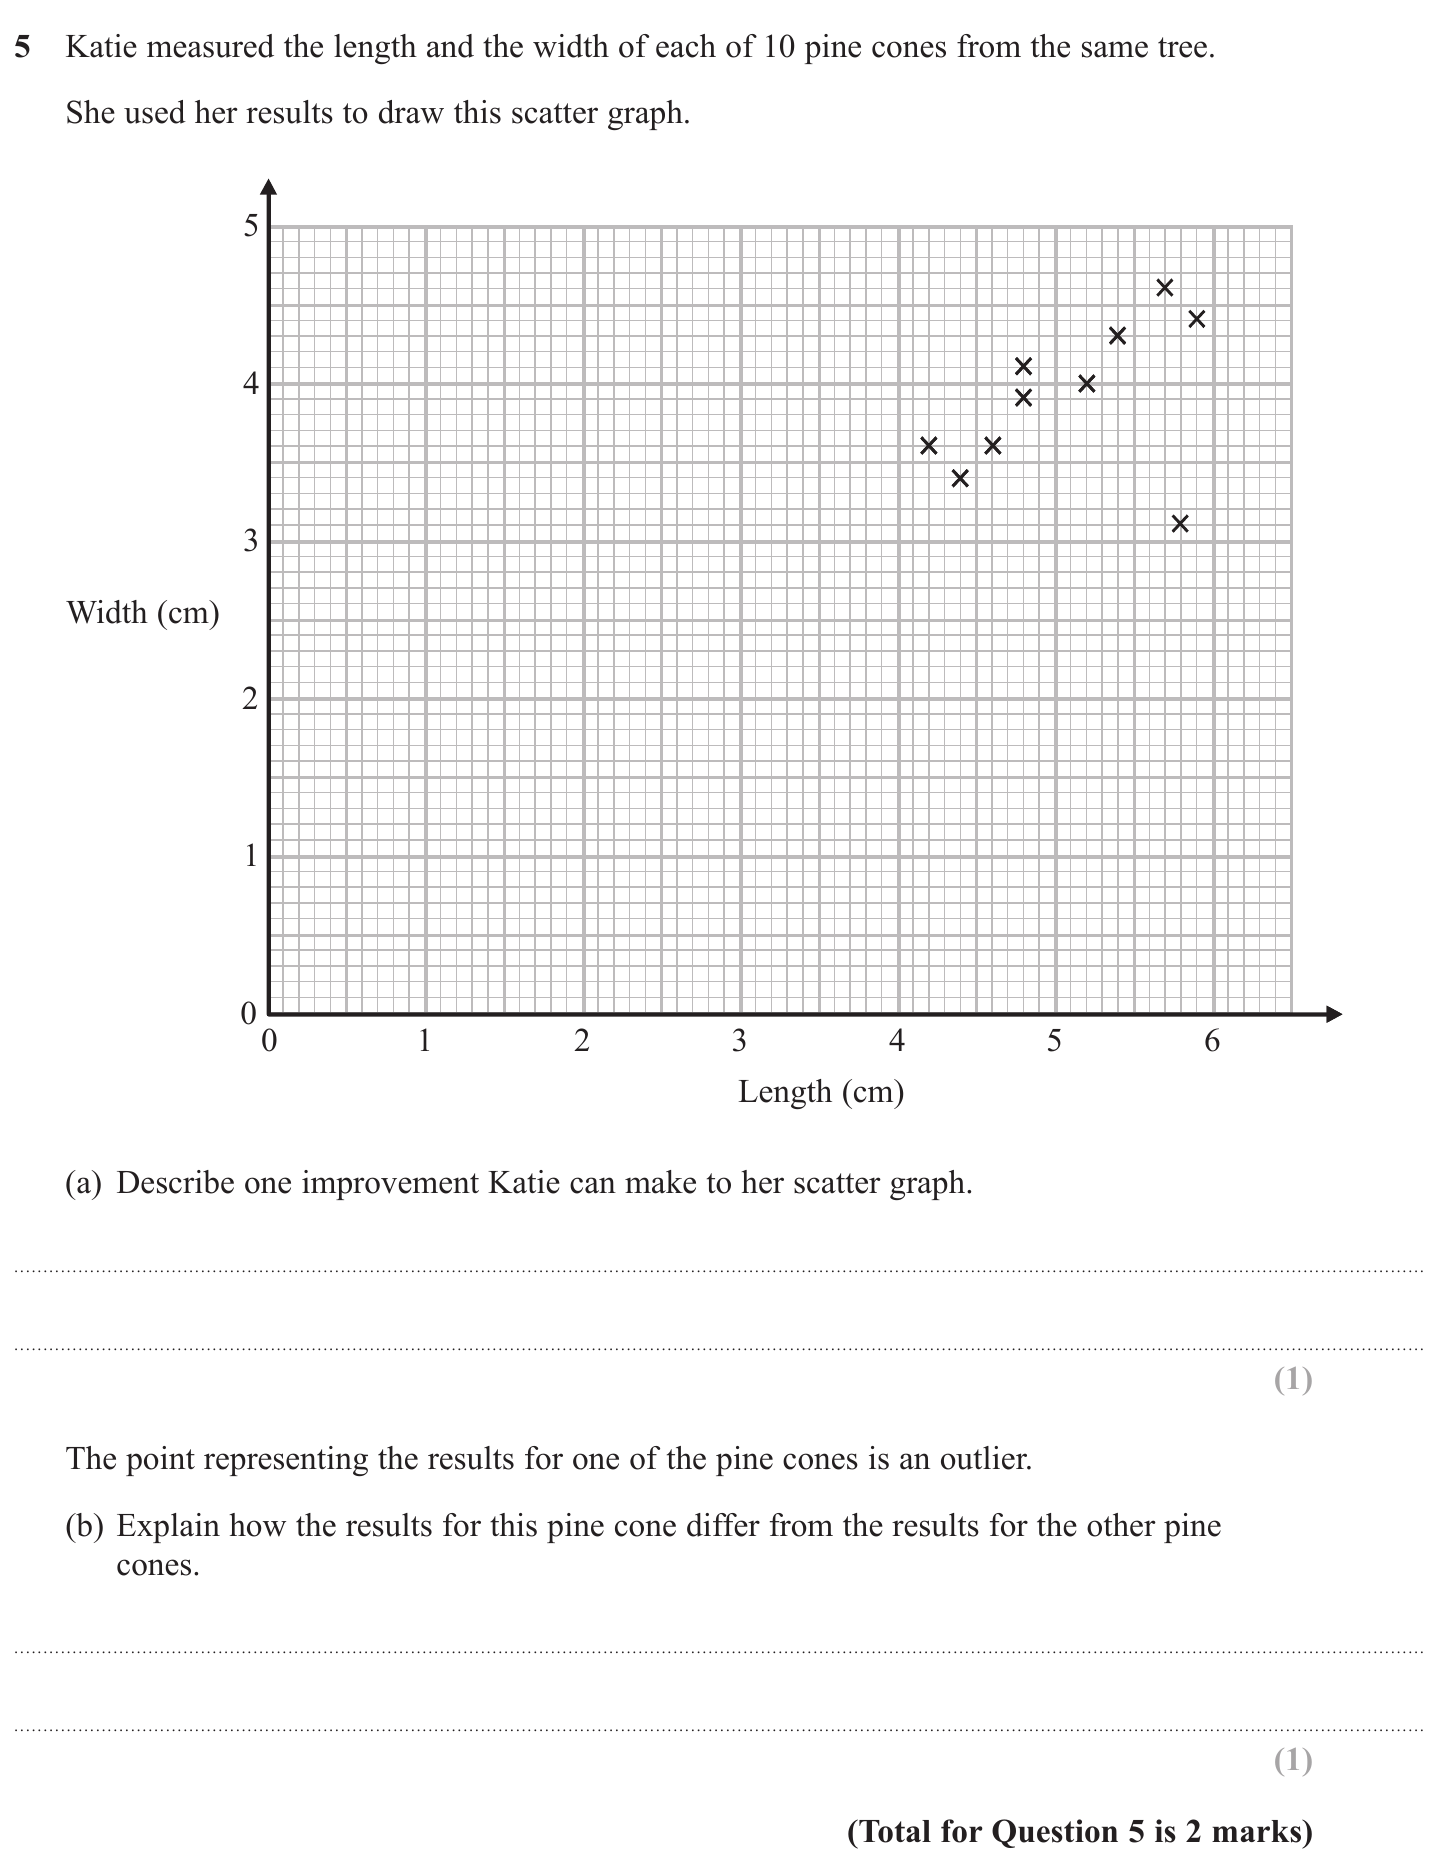 5 Katie measured the length and the width of each of 10 pine cones from the same tree.
She used her results to draw this scatter graph.
5
4
3
Width (cm)
2
1
0
0 1 2 3 4 5 6
Length (cm)
(a) Describe one improvement Katie can make to her scatter graph.
(1)
The point representing the results for one of the pine cones is an outlier.
(b) Explain how the results for this pine cone differ from the results for the other pine
cones.
(1)
(Total for Question 5 is 2 marks)